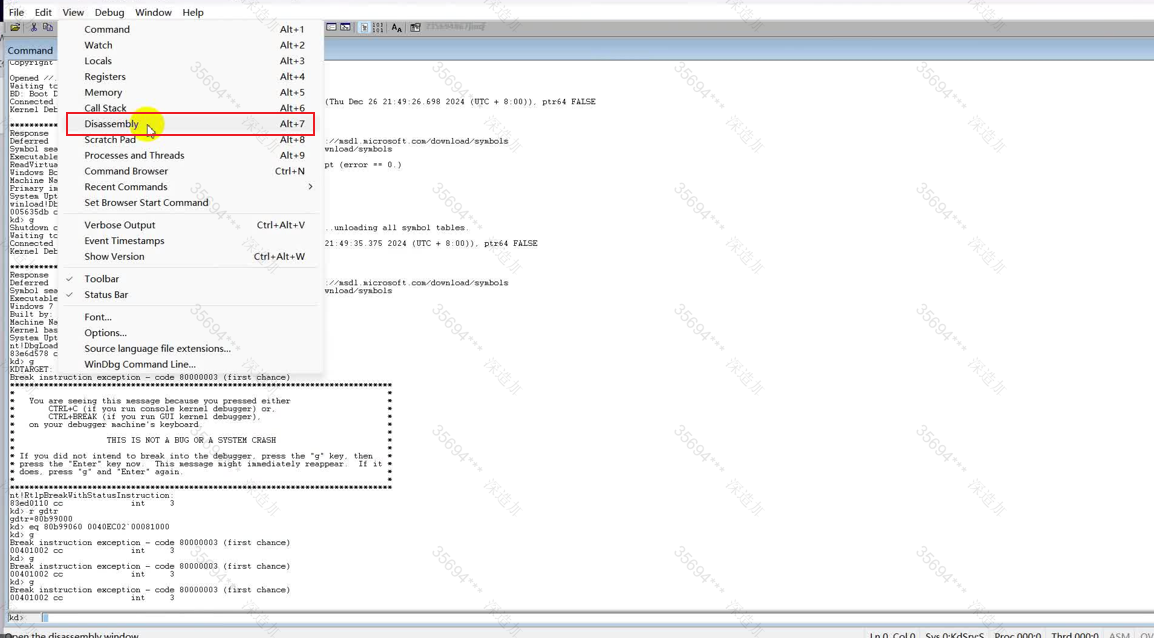 File Edit View Debug Window Help
Command Alt+1
Watch Alt+2
Command
Locals Alt+3
Copyright
Registers Alt+4
Opened //.
Waiting to
Memory Alt+5
BD: Boot D
Connected (Thu Dec 26 21:49:26.698 2024 (UTC + 8:00)), ptr64 FALSE
Kernel Deb
Call Stack Alt+6
Disassembly Alt+7
Response
Scratch Pad Alt+8
Deferred ://msdl.microsoft.com/download/symbols
Symbol sea wnload/symbols
Executable
Processes and Threads Alt+9
ReadVirtua pt (error == 0.)
Windows Bo
Command Browser Ctrl+N
Machine Na
Primary im
Recent Commands
System Upt
winload!Db
Set Browser Start Command
005635db c
kd> g
Verbose Output Ctrl+Alt+V
Shutdown c ..unloading all symbol tables.
Waiting to
Event Timestamps
Connected 21:49:35.375 2024 (UTC + 8:00)), ptr64 FALSE
Kernel Deb
Show Version Ctrl+Alt+W
Response
Toolbar
Deferred ://msdl.microsoft.com/download/symbols
Symbol sea wnload/symbols
Status Bar
Executable
Windows 7
Built by:
Font...
Machine Na
Kernel bas
Options...
System Upt
nt!DbgLoad
Source language file extensions...
83e6d578 c
kd> g
WinDbg Command Line...
KDTARGET:
Break instruction exception - code 80000003 (first chance)
*******************************************************************************
* You are seeing this message because you pressed either *
* CTRL+C (if you run console kernel debugger) or, *
* CTRL+BREAK (if you run GUI kernel debugger), *
* on your debugger machine's keyboard. *
* THIS IS NOT A BUG OR A SYSTEM CRASH *
* If you did not intend to break into the debugger, press the "g" key, then *
* press the "Enter" key now. This message might immediately reappear. If it *
* does, press "g" and "Enter" again. *
*******************************************************************************
nt!RtlpBreakWithStatusInstruction:
83ed0110 cc int 3
kd> r gdtr
gdtr=80b99000
kd> eq 80b99060 0040EC02`00081000
kd> g
Break instruction exception - code 80000003 (first chance)
00401002 cc int 3
kd> g
Break instruction exception - code 80000003 (first chance)
00401002 cc int 3
kd> g
Break instruction exception - code 80000003 (first chance)
00401002 cc int 3
kd>
Open the disassembly window Ln 0, Col 0 Sys 0:KdSrv:S Proc 000:0 Thrd 000:0 ASM
35694***